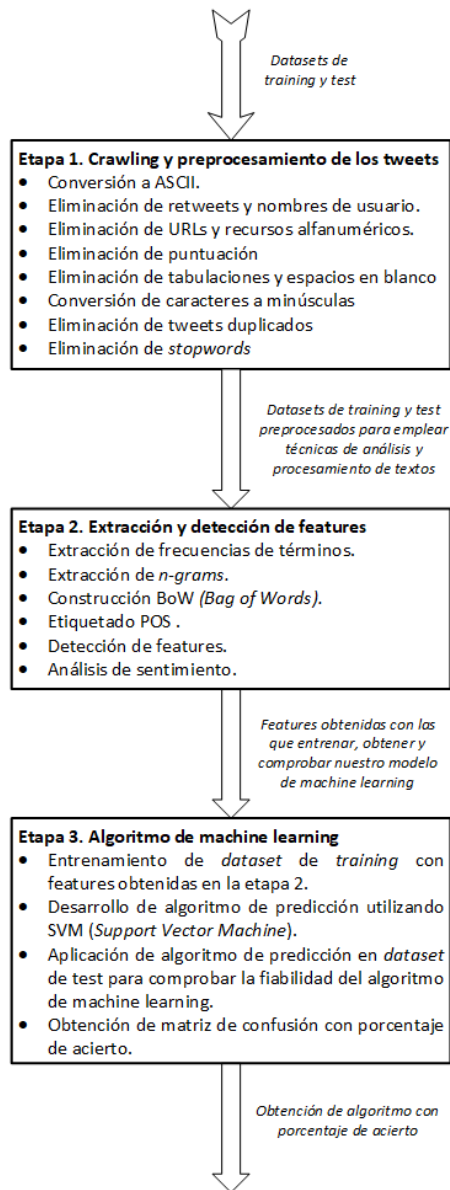 Datasets de
training y test
Etapa 1. Crawling y preprocesamiento de los tweets
• Conversión a ASCII.
• Eliminación de retweets y nombres de usuario.
• Eliminación de URLs y recursos alfanuméricos.
• Eliminación de puntuación
• Eliminación de tabulaciones y espacios en blanco
• Conversión de caracteres a minúsculas
• Eliminación de tweets duplicados
• Eliminación de stopwords
Datasets de training y test
preprocesados para emplear
técnicas de análisis y
procesamiento de textos
Etapa 2. Extracción y detección de features
• Extracción de frecuencias de términos.
• Extracción de n-grams.
• Construcción BoW (Bag of Words).
• Etiquetado POS .
• Detección de features.
• Análisis de sentimiento.
Features obtenidas con las
que entrenar, obtener y
comprobar nuestro modelo
de machine learning
Etapa 3. Algoritmo de machine learning
• Entrenamiento de dataset de training con
features obtenidas en la etapa 2.
• Desarrollo de algoritmo de predicción utilizando
SVM (Support Vector Machine).
• Aplicación de algoritmo de predicción en dataset
de test para comprobar la fiabilidad del algoritmo
de machine learning.
• Obtención de matriz de confusión con porcentaje
de acierto.
Obtención de algoritmo con
porcentaje de acierto